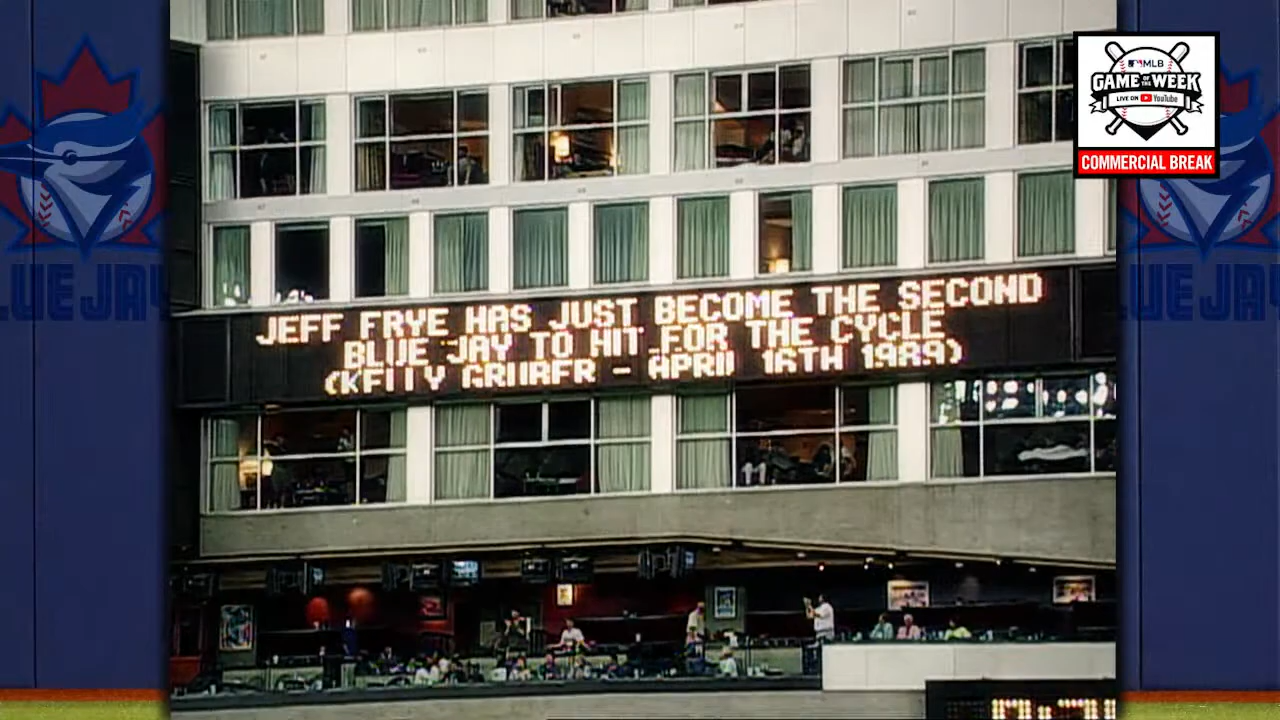 MLB
GAME OF THE WEEK
LIVE ON YouTube
COMMERCIAL BREAK
JEFF FRYE HAS JUST BECOME THE SECOND
BLUE JAY TO HIT FOR THE CYCLE
(KELLY GRUBER - APRIL 16TH 1989)
LUE JAY
UE JAY